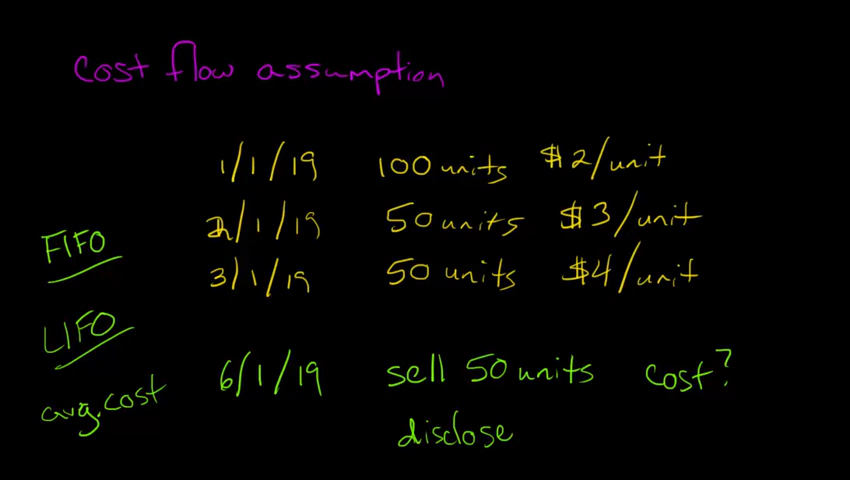 cost flow assumption
1/1/19 100 units $2/unit
2/1/19 50 units $3/unit
FIFO
3/1/19 50 units $4/unit
LIFO
6/1/19 sell 50 units cost?
avg. cost
disclose